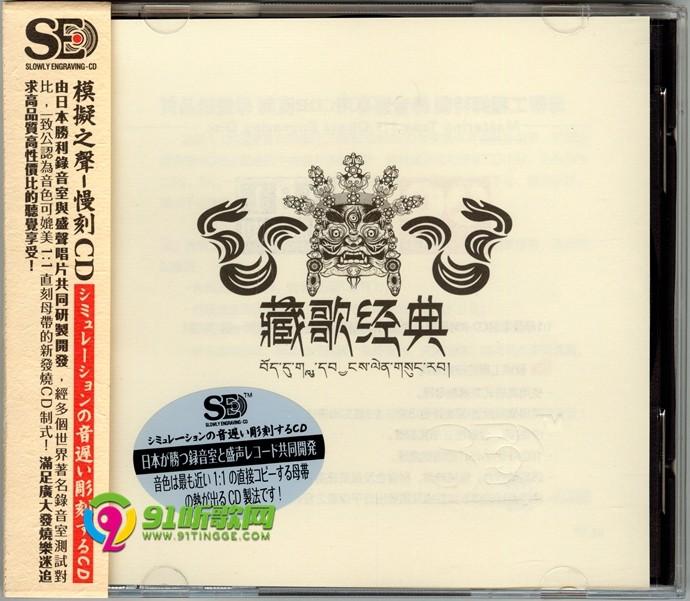 SED
SLOWLY ENGRAVING-CD
模擬之聲-慢刻CD シミュレーションの音遅い彫刻するCD
由日本勝利錄音室與盛聲唱片共同研製開發，經多個世界著名錄音室測試對
比，一致公認為音色可媲美1:1直刻母帶的新發燒CD制式！滿足廣大發燒樂迷追
求高品質高性價比的聽覺享受！
藏歌经典
བོད་དུ་གླུ་དབྱངས་ལེན་གསུང་རབ།
SED™
シミュレーションの音遅い彫刻するCD
日本が勝つ録音室と盛声レコード共同開発
音色は最も近い1:1の直接コピーする母帯
の熱が出るCD製法です！
91听歌网
WWW.91TINGGE.COM